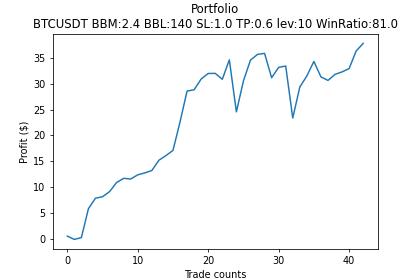 Portfolio
BTCUSDT BBM:2.4 BBL:140 SL:1.0 TP:0.6 lev:10 WinRatio:81.0
35
30
25
20
15
10
5
0
Profit ($)
0 10 20 30 40
Trade counts